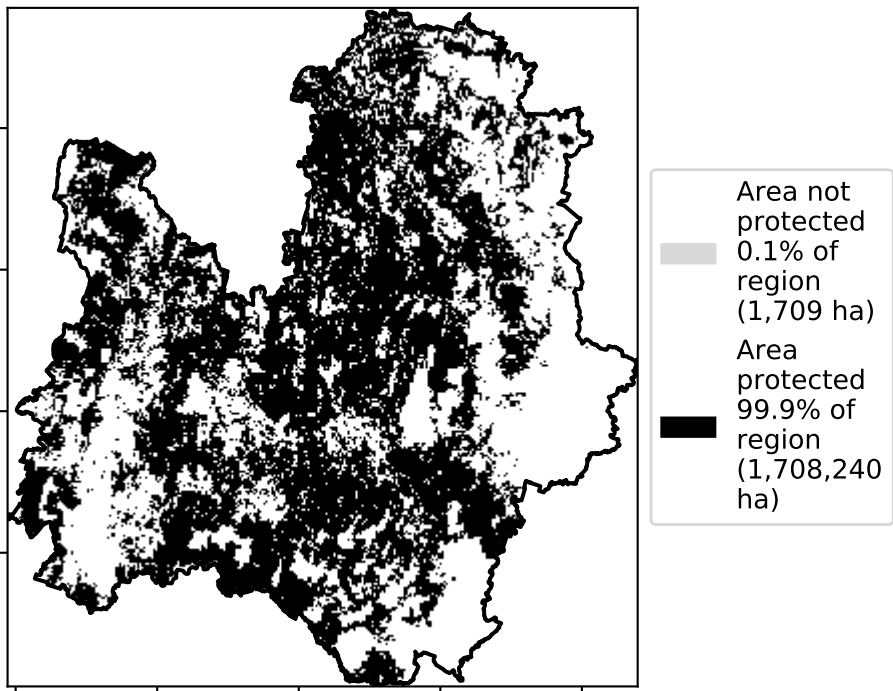 Area not
protected
0.1% of
region
(1,709 ha)
Area
protected
99.9% of
region
(1,708,240
ha)